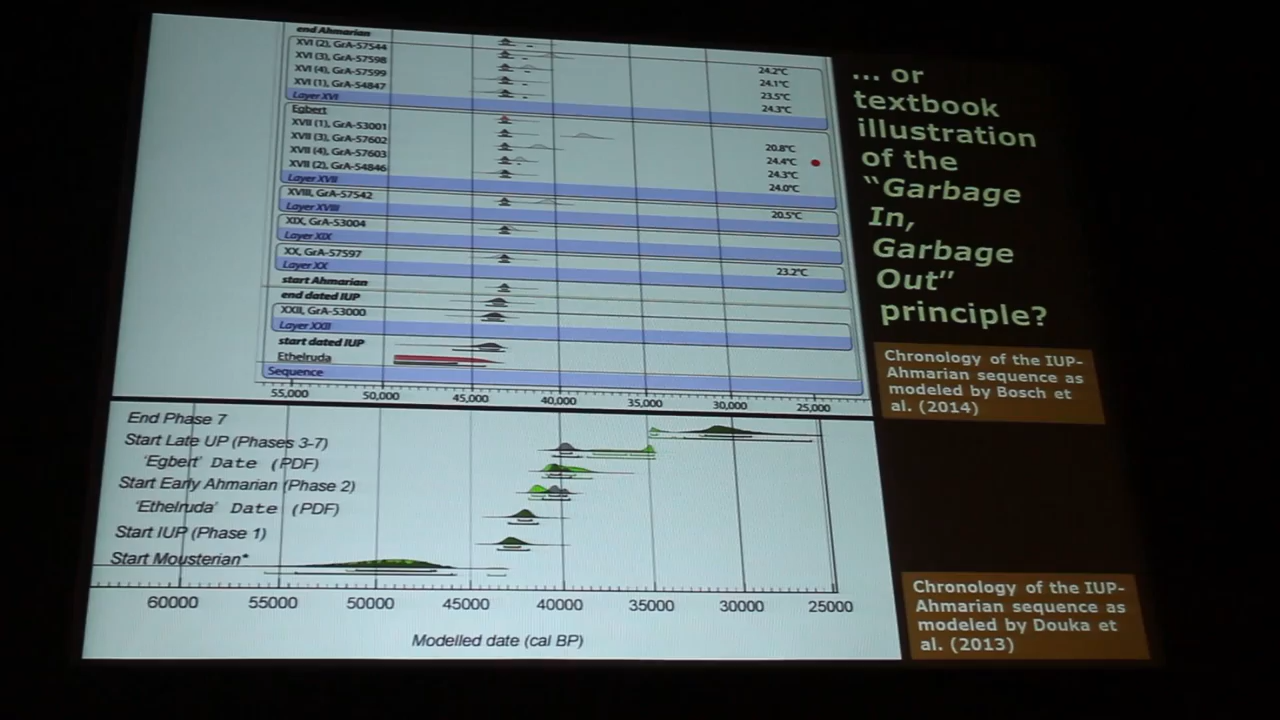 end Ahmarian
XVI (2), GrA-57544
XVI (3), GrA-57598
24.2°C
XVI (4), GrA-57599
24.1°C
XVI (1), GrA-54847
23.5°C
Layer XVI
24.3°C
Egbert
XVII (1), GrA-53001
XVII (3), GrA-57602
20.8°C
XVII (4), GrA-57603
24.4°C
XVII (2), GrA-54846
24.3°C
Layer XVII
24.0°C
XVIII, GrA-57542
Layer XVIII
20.5°C
XIX, GrA-53004
Layer XIX
XX, GrA-57597
Layer XX
23.2°C
start Ahmarian
end dated IUP
XXII, GrA-53000
Layer XXII
start dated IUP
Ethelruda
Sequence
55,000 50,000 45,000 40,000 35,000 30,000 25,000
... or
textbook
illustration
of the
"Garbage
In,
Garbage
Out"
principle?
Chronology of the IUP-
Ahmarian sequence as
modeled by Bosch et
al. (2014)
End Phase 7
Start Late UP (Phases 3-7)
'Egbert' Date (PDF)
Start Early Ahmarian (Phase 2)
'Ethelruda' Date (PDF)
Start IUP (Phase 1)
Start Mousterian*
60000 55000 50000 45000 40000 35000 30000 25000
Modelled date (cal BP)
Chronology of the IUP-
Ahmarian sequence as
modeled by Douka et
al. (2013)